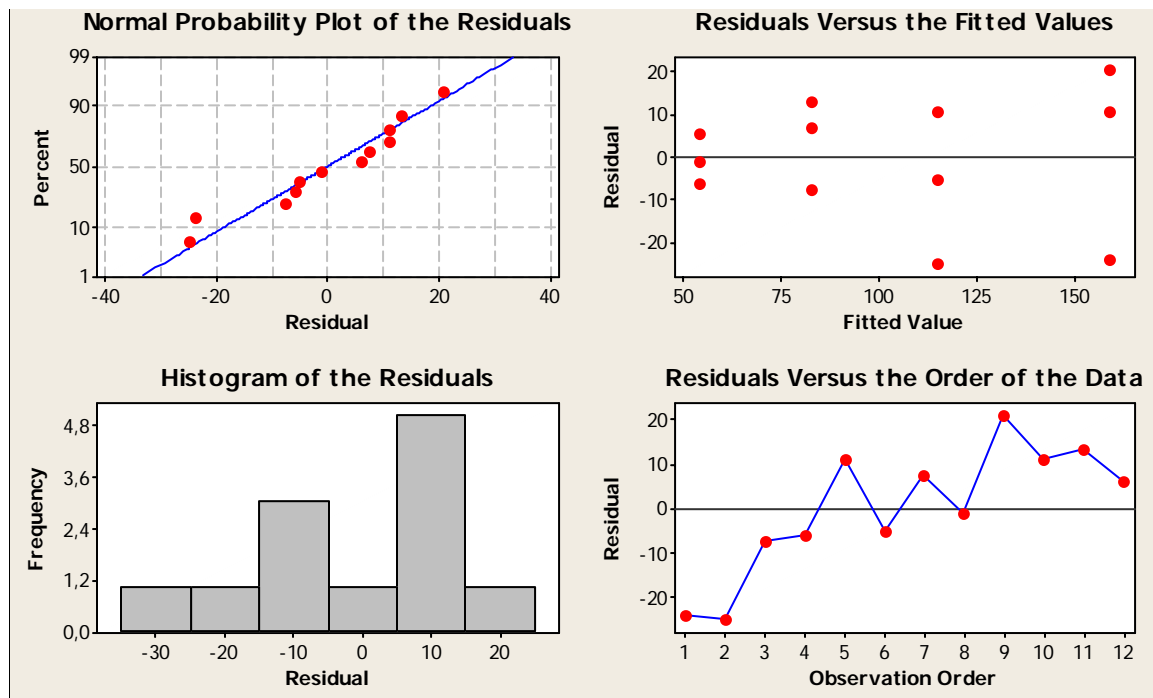 Normal Probability Plot of the Residuals
99
90
50
10
1
Percent
-40 -20 0 20 40
Residual
Residuals Versus the Fitted Values
20
10
0
-10
-20
Residual
50 75 100 125 150
Fitted Value
Histogram of the Residuals
4,8
3,6
2,4
1,2
0,0
Frequency
-30 -20 -10 0 10 20
Residual
Residuals Versus the Order of the Data
20
10
0
-10
-20
Residual
1 2 3 4 5 6 7 8 9 10 11 12
Observation Order